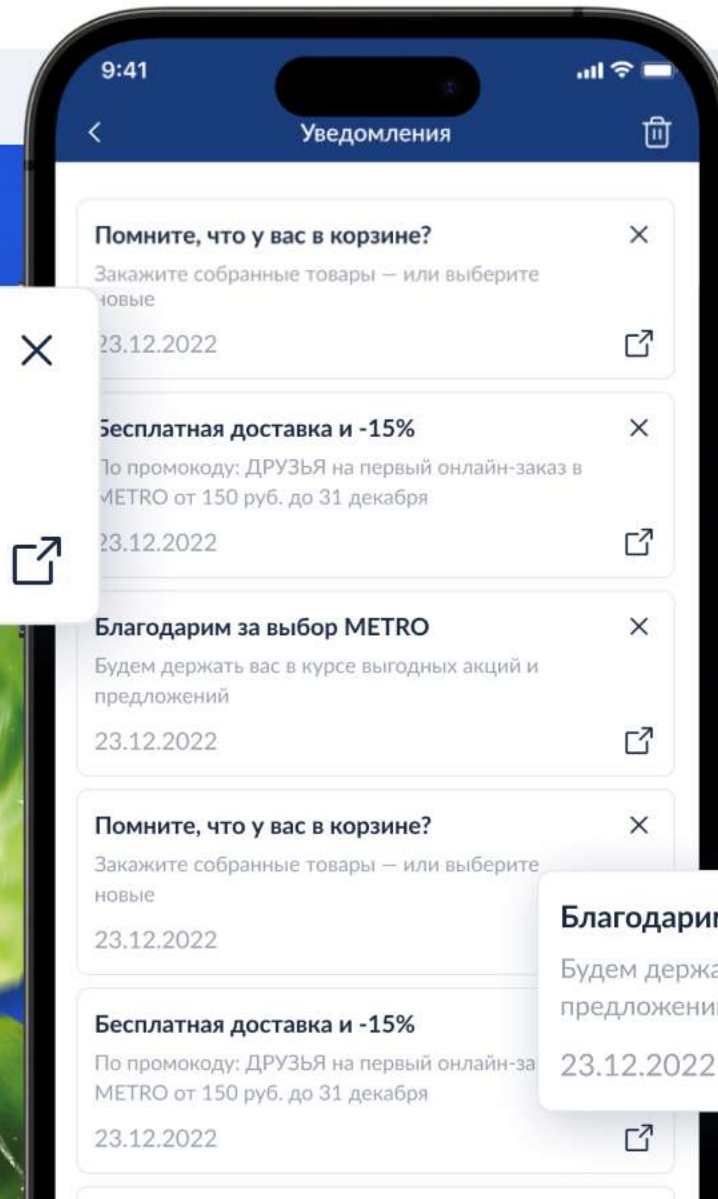 9:41
Уведомления
Помните, что у вас в корзине?
Закажите собранные товары — или выберите
новые
23.12.2022
Бесплатная доставка и -15%
По промокоду: ДРУЗЬЯ на первый онлайн-заказ в
METRO от 150 руб. до 31 декабря
23.12.2022
Благодарим за выбор METRO
Будем держать вас в курсе выгодных акций и
предложений
23.12.2022
Помните, что у вас в корзине?
Закажите собранные товары — или выберите
новые
23.12.2022
Бесплатная доставка и -15%
По промокоду: ДРУЗЬЯ на первый онлайн-за
METRO от 150 руб. до 31 декабря
23.12.2022
Благодарим
Будем держа
предложени
23.12.2022